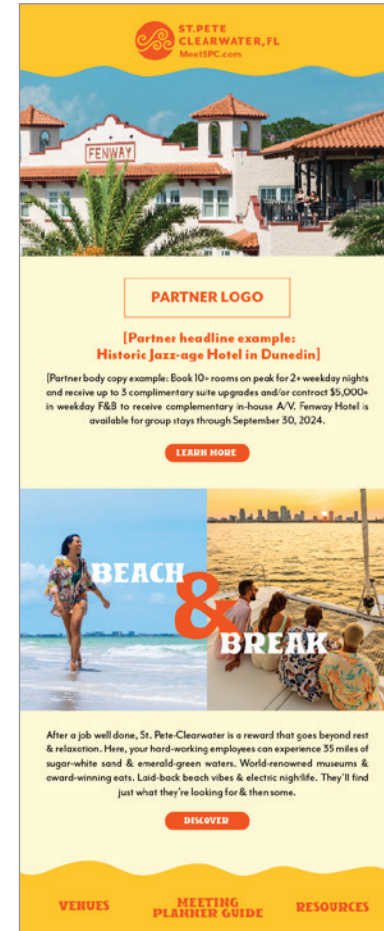 ST.PETE
CLEARWATER,FL
MeetSPC.com
FENWAY
PARTNER LOGO
[Partner headline example:
Historic Jazz-age Hotel in Dunedin]
[Partner body copy example: Book 10+ rooms on peak for 2+ weekday nights
and receive up to 3 complimentary suite upgrades and/or contract $5,000+
in weekday F&B to receive complementary in-house A/V. Fenway Hotel is
available for group stays through September 30, 2024.
LEARN MORE
BEACH
&
BREAK
After a job well done, St. Pete-Clearwater is a reward that goes beyond rest
& relaxation. Here, your hard-working employees can experience 35 miles of
sugar-white sand & emerald-green waters. World-renowned museums &
award-winning eats. Laid-back beach vibes & electric nightlife. They'll find
just what they're looking for & then some.
DISCOVER
VENUES
MEETING
PLANNER GUIDE
RESOURCES